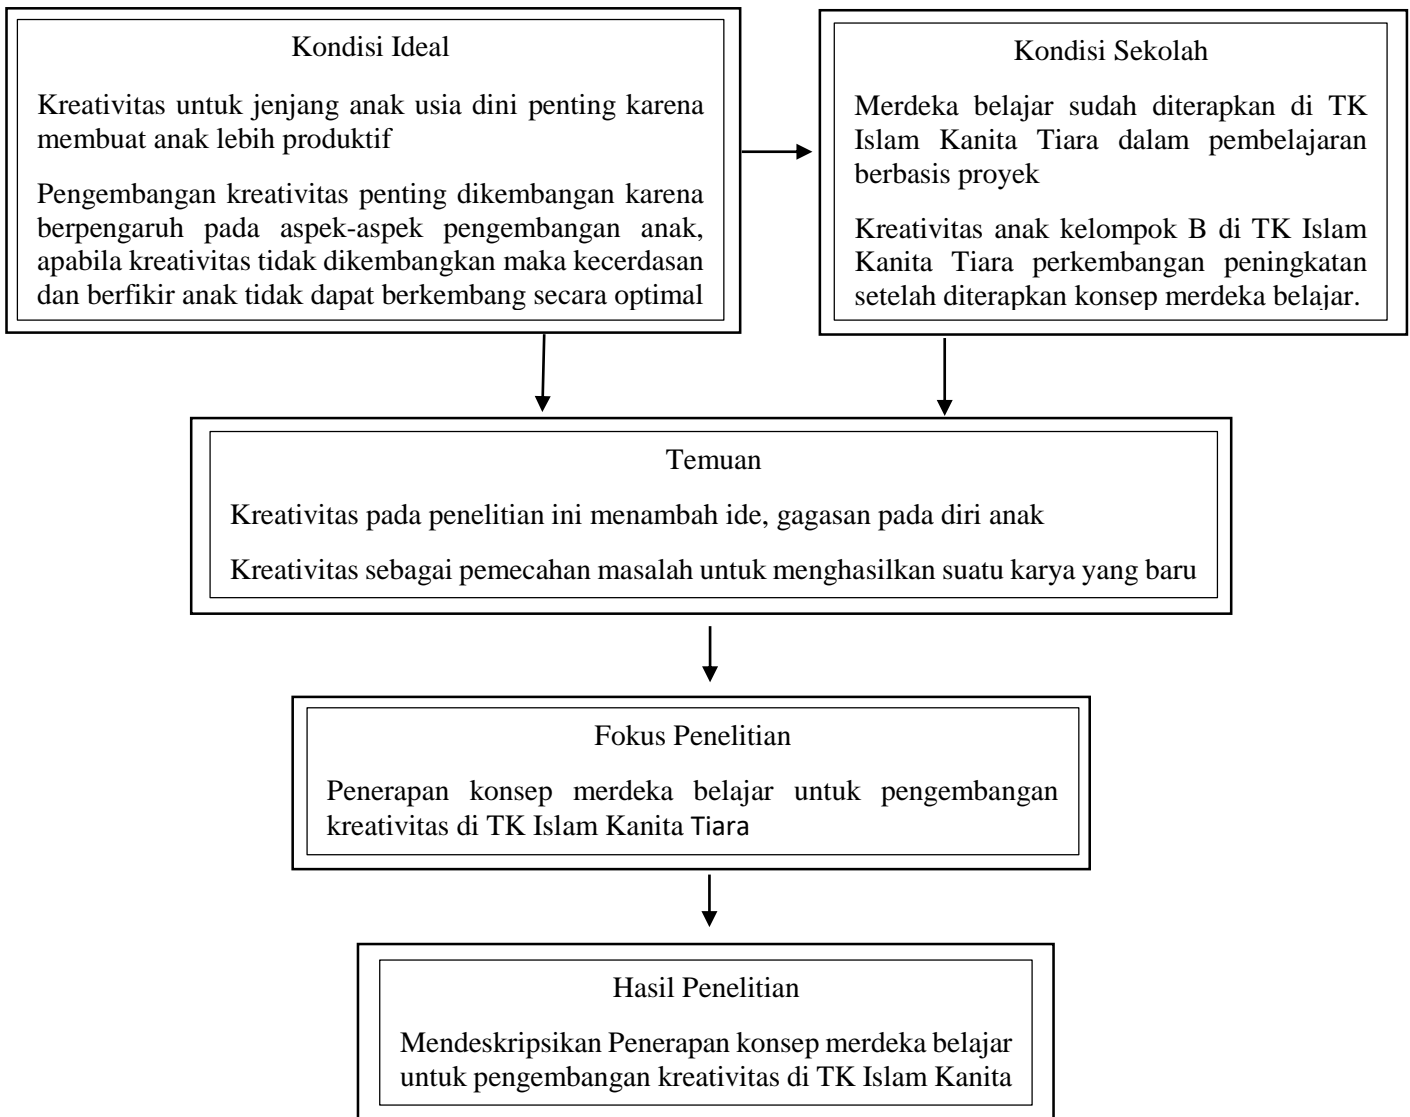 Kondisi Ideal
Kreativitas untuk jenjang anak usia dini penting karena
membuat anak lebih produktif
Pengembangan kreativitas penting dikembangan karena
berpengaruh pada aspek-aspek pengembangan anak,
apabila kreativitas tidak dikembangkan maka kecerdasan
dan berfikir anak tidak dapat berkembang secara optimal
Kondisi Sekolah
Merdeka belajar sudah diterapkan di TK
Islam Kanita Tiara dalam pembelajaran
berbasis proyek
Kreativitas anak kelompok B di TK Islam
Kanita Tiara perkembangan peningkatan
setelah diterapkan konsep merdeka belajar.
Temuan
Kreativitas pada penelitian ini menambah ide, gagasan pada diri anak
Kreativitas sebagai pemecahan masalah untuk menghasilkan suatu karya yang baru
Fokus Penelitian
Penerapan konsep merdeka belajar untuk pengembangan
kreativitas di TK Islam Kanita Tiara
Hasil Penelitian
Mendeskripsikan Penerapan konsep merdeka belajar
untuk pengembangan kreativitas di TK Islam Kanita